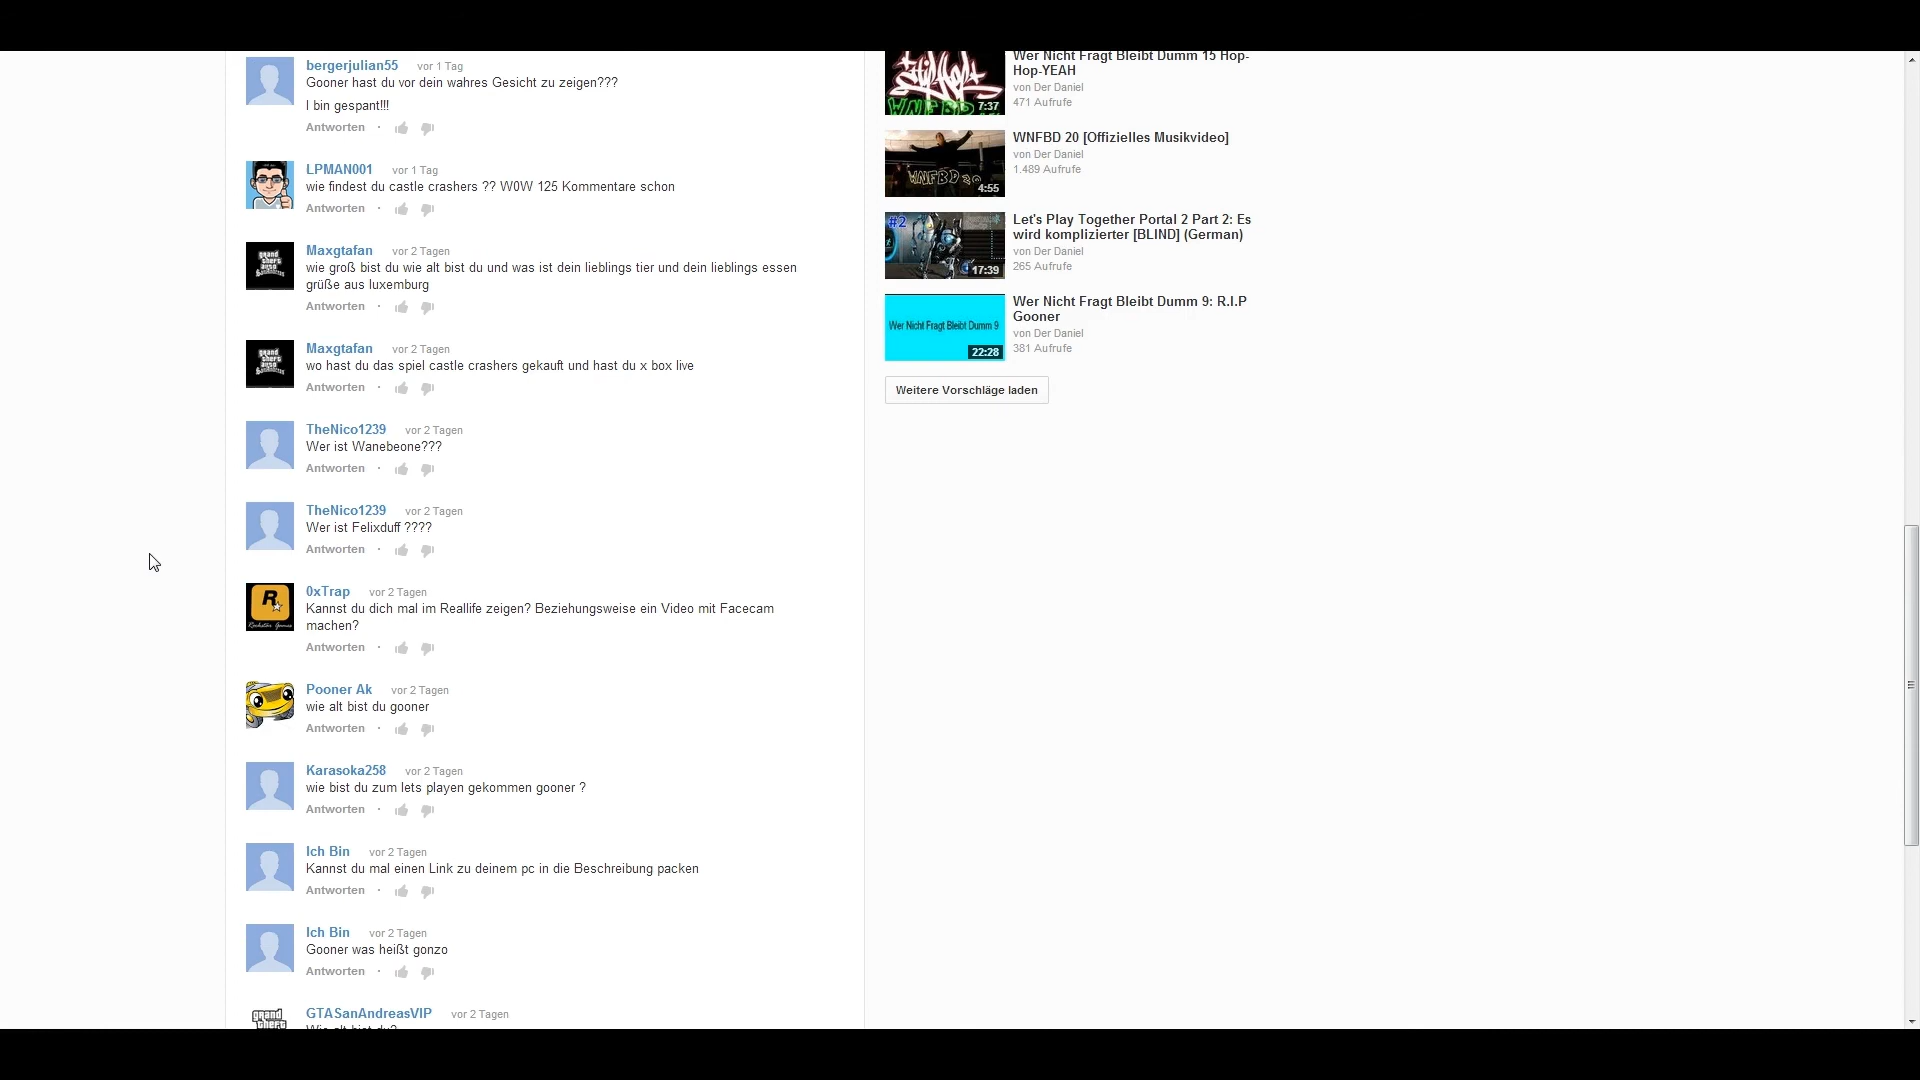 bergerjulian55 vor 1 Tag
Gooner hast du vor dein wahres Gesicht zu zeigen???
I bin gespant!!!
Antworten ·
LPMAN001 vor 1 Tag
wie findest du castle crashers ?? W0W 125 Kommentare schon
Antworten ·
Maxgtafan vor 2 Tagen
wie groß bist du wie alt bist du und was ist dein lieblings tier und dein lieblings essen
grüße aus luxemburg
Antworten ·
Maxgtafan vor 2 Tagen
wo hast du das spiel castle crashers gekauft und hast du x box live
Antworten ·
TheNico1239 vor 2 Tagen
Wer ist Wanebeone???
Antworten ·
TheNico1239 vor 2 Tagen
Wer ist Felixduff ????
Antworten ·
0xTrap vor 2 Tagen
Kannst du dich mal im Reallife zeigen? Beziehungsweise ein Video mit Facecam
machen?
Antworten ·
Pooner Ak vor 2 Tagen
wie alt bist du gooner
Antworten ·
Karasoka258 vor 2 Tagen
wie bist du zum lets playen gekommen gooner ?
Antworten ·
Ich Bin vor 2 Tagen
Kannst du mal einen Link zu deinem pc in die Beschreibung packen
Antworten ·
Ich Bin vor 2 Tagen
Gooner was heißt gonzo
Antworten ·
GTASanAndreasVIP vor 2 Tagen
Wie alt bist du?
Wer Nicht Fragt Bleibt Dumm 15 Hop-
Hop-YEAH
von Der Daniel
471 Aufrufe
WNFBD
7:37
WNFBD 20 [Offizielles Musikvideo]
von Der Daniel
1.489 Aufrufe
WNFBD 20
4:55
Let's Play Together Portal 2 Part 2: Es
wird komplizierter [BLIND] (German)
von Der Daniel
265 Aufrufe
#2
17:39
Wer Nicht Fragt Bleibt Dumm 9: R.I.P
Gooner
von Der Daniel
381 Aufrufe
Wer Nicht Fragt Bleibt Dumm 9
22:28
Weitere Vorschläge laden